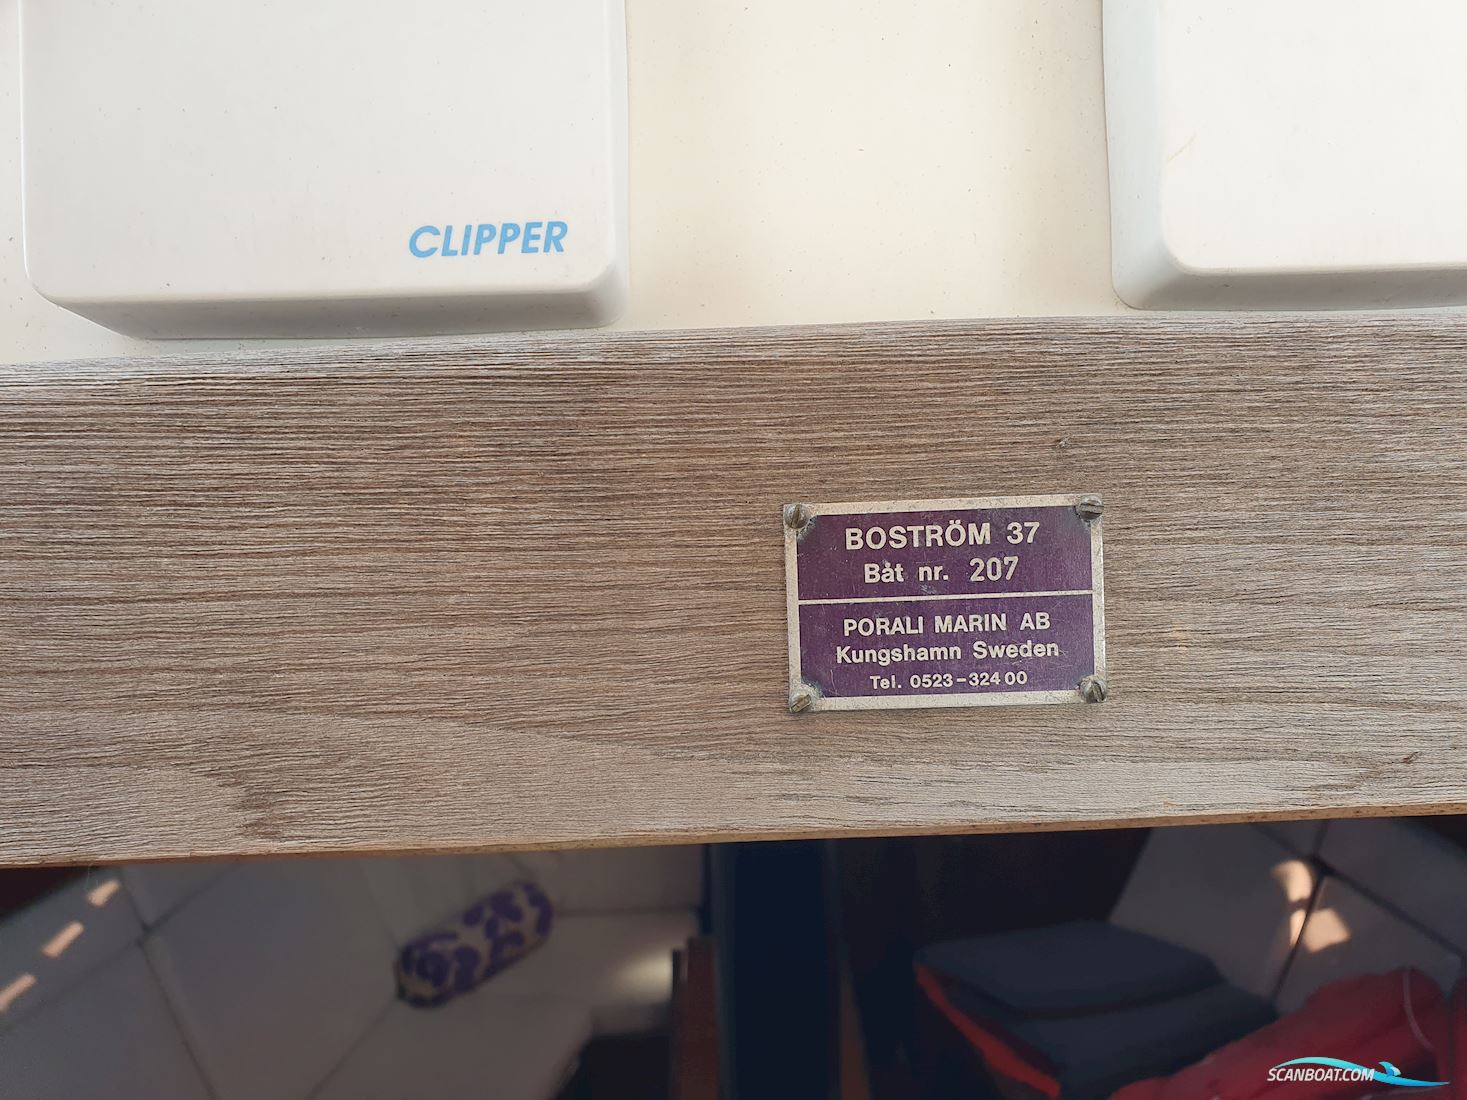 CLIPPER
BOSTRÖM 37
Båt nr. 207
PORALI MARIN AB
Kungshamn Sweden
Tel. 0523-324 00
SCANBOAT.COM